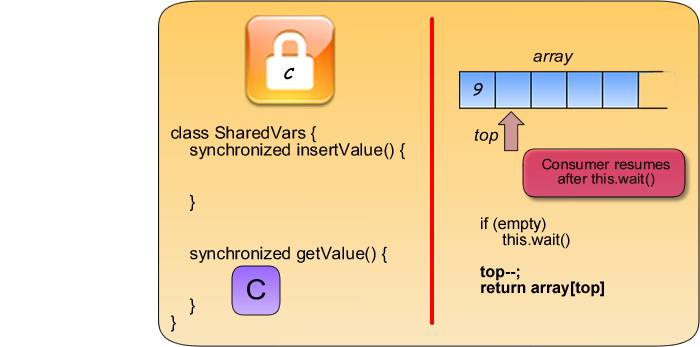 c
class SharedVars {
synchronized insertValue() {
}
synchronized getValue() {
C
}
}
array
9
top
Consumer resumes
after this.wait()
if (empty)
this.wait()
top--;
return array[top]